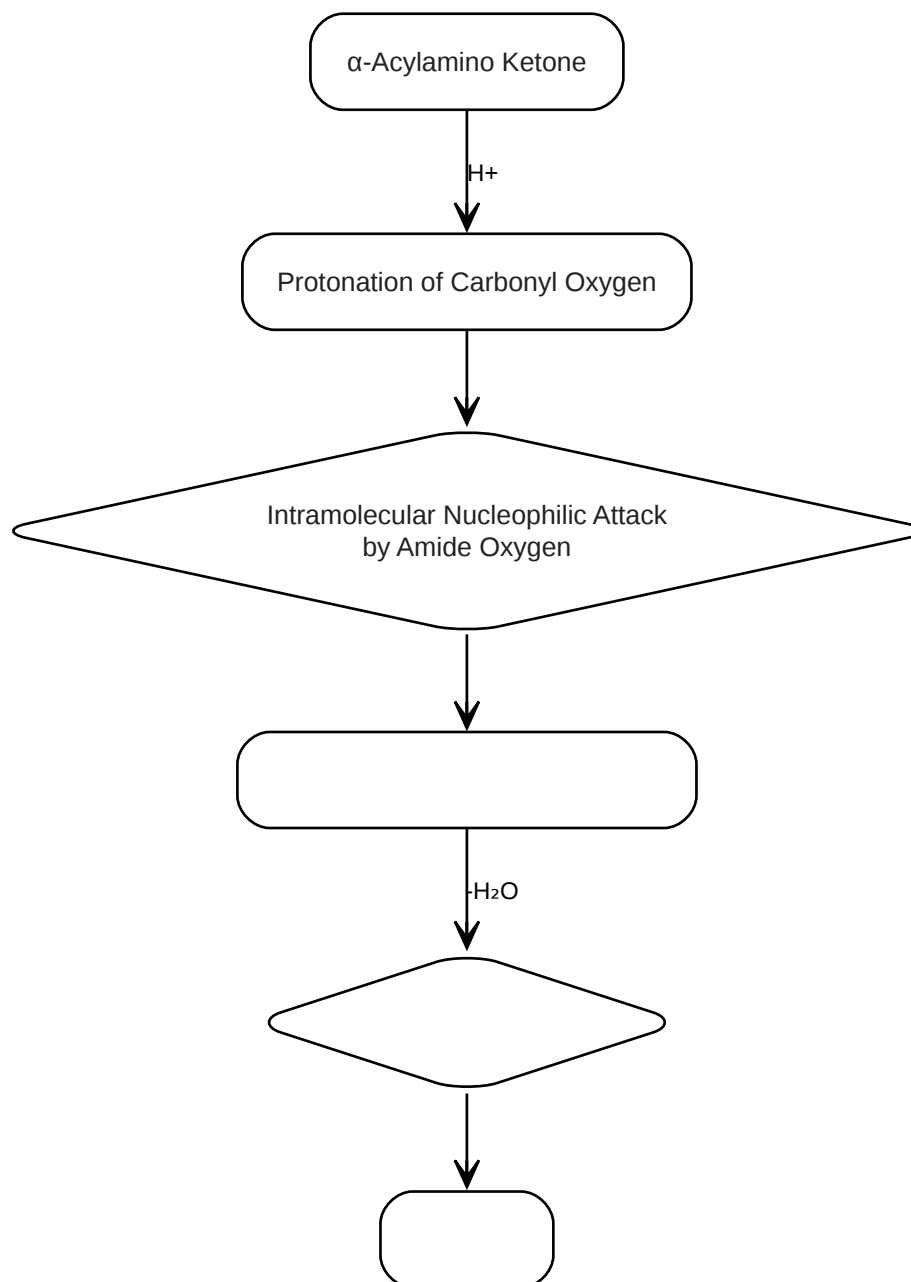 α-Acylamino Ketone
H+
Protonation of Carbonyl Oxygen
Intramolecular Nucleophilic Attack
by Amide Oxygen
-H₂O